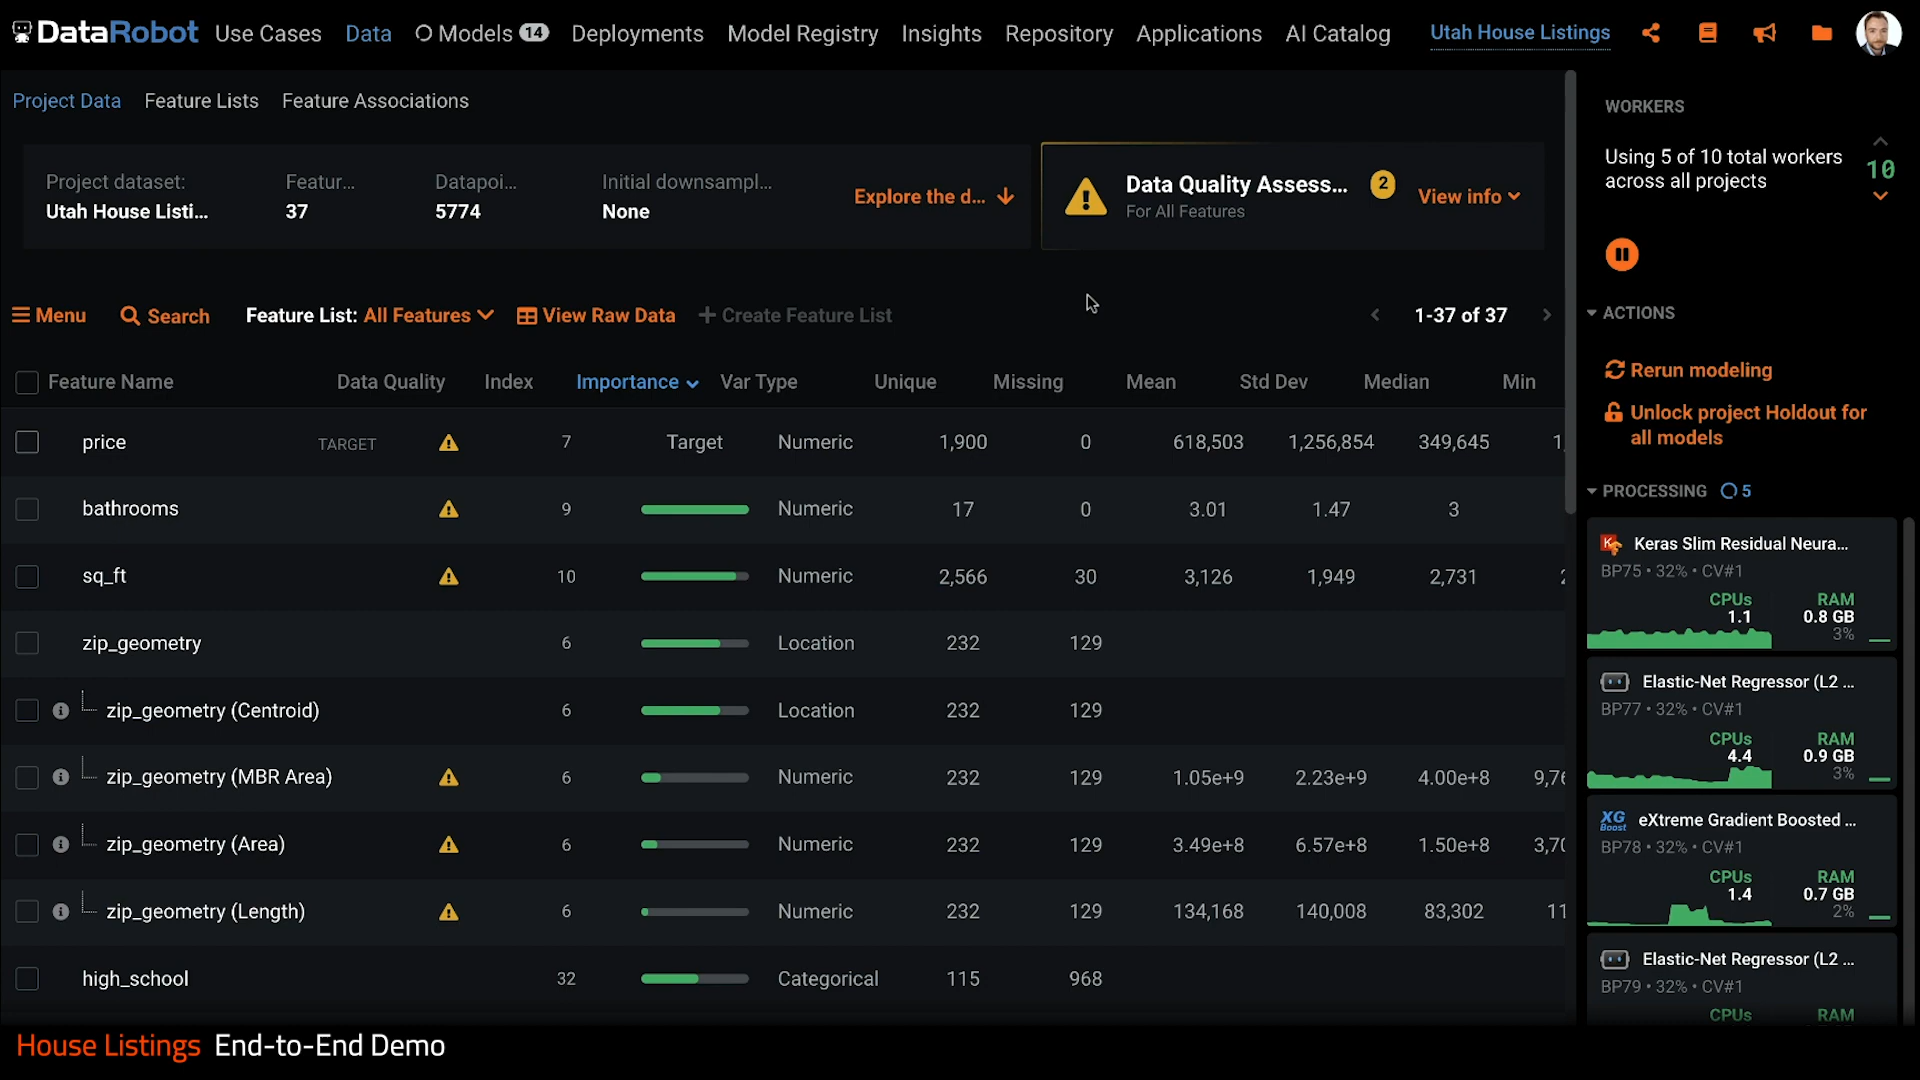 DataRobot Use Cases Data Models 14 Deployments Model Registry Insights Repository Applications AI Catalog Utah House Listings
Project Data Feature Lists Feature Associations
Project dataset: Featur... Datapoi... Initial downsampl...
Utah House Listi... 37 5774 None
Explore the d...
Data Quality Assess... 2
For All Features
View info
Menu Search Feature List: All Features View Raw Data + Create Feature List 1-37 of 37
Feature Name Data Quality Index Importance Var Type Unique Missing Mean Std Dev Median Min
price TARGET 7 Target Numeric 1,900 0 618,503 1,256,854 349,645 1,
bathrooms 9 Numeric 17 0 3.01 1.47 3
sq_ft 10 Numeric 2,566 30 3,126 1,949 2,731
zip_geometry 6 Location 232 129
zip_geometry (Centroid) 6 Location 232 129
zip_geometry (MBR Area) 6 Numeric 232 129 1.05e+9 2.23e+9 4.00e+8 9,76
zip_geometry (Area) 6 Numeric 232 129 3.49e+8 6.57e+8 1.50e+8 3,70
zip_geometry (Length) 6 Numeric 232 129 134,168 140,008 83,302 11
high_school 32 Categorical 115 968
WORKERS
Using 5 of 10 total workers
across all projects
10
ACTIONS
Rerun modeling
Unlock project Holdout for
all models
PROCESSING 5
Keras Slim Residual Neura...
BP75 • 32% • CV#1
CPUs RAM
1.1 0.8 GB
3%
Elastic-Net Regressor (L2 ...
BP77 • 32% • CV#1
CPUs RAM
4.4 0.9 GB
3%
XG Boost eXtreme Gradient Boosted ...
BP78 • 32% • CV#1
CPUs RAM
1.4 0.7 GB
2%
Elastic-Net Regressor (L2 ...
BP79 • 32% • CV#1
CPUs RAM
House Listings End-to-End Demo